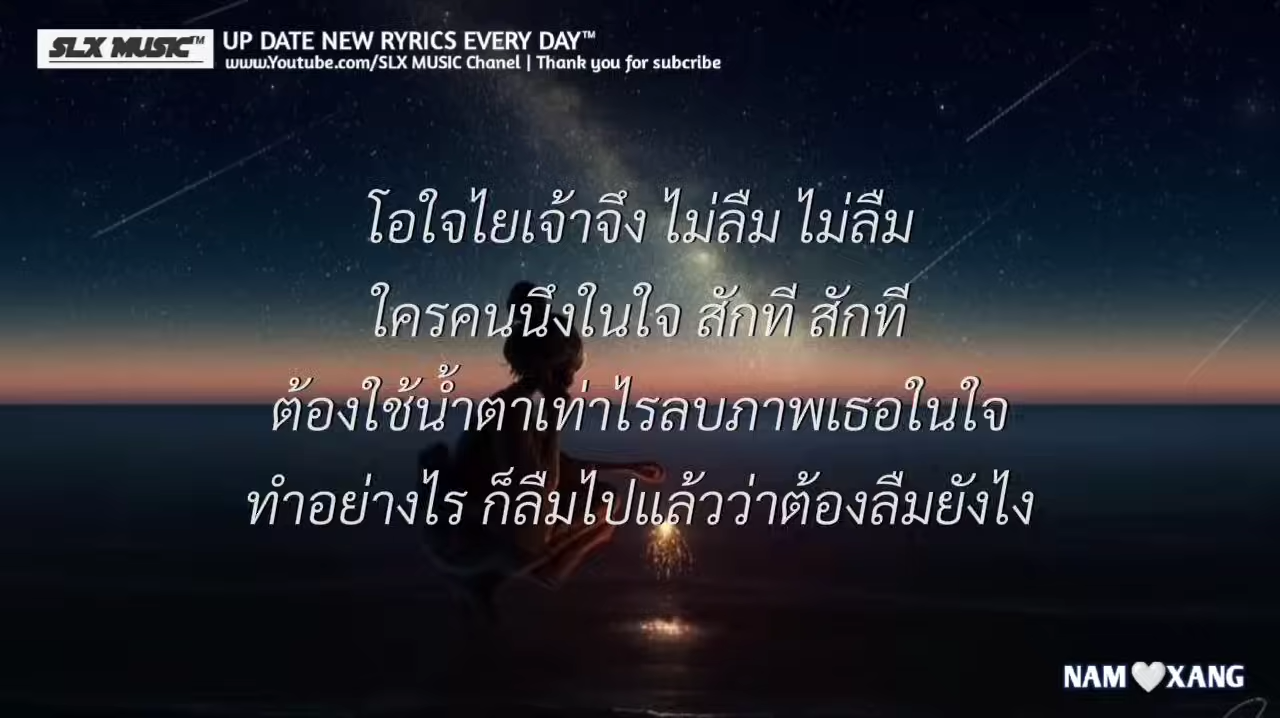 SLX MUSIC™
UP DATE NEW RYRICS EVERY DAY™
www.Youtube.com/SLX MUSIC Chanel | Thank you for subcribe
โอใจไยเจ้าจึง ไม่ลืม ไม่ลืม
ใครคนนึงในใจ สักที สักที
ต้องใช้น้ำตาเท่าไรลบภาพเธอในใจ
ทำอย่างไร ก็ลืมไปแล้วว่าต้องลืมยังไง
NAM🤍XANG